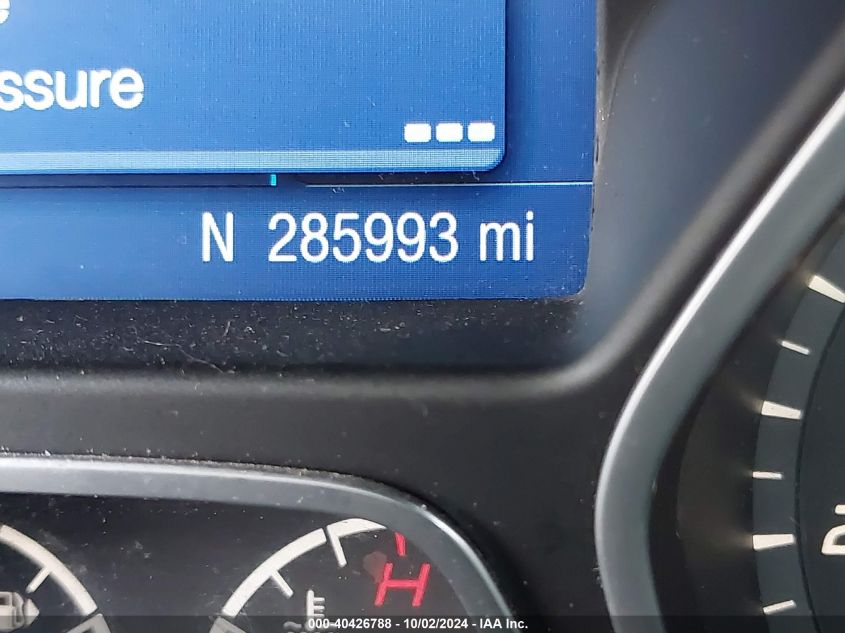 ssure
N 285993 mi
H
000-40426788 - 10/02/2024 - IAA Inc.